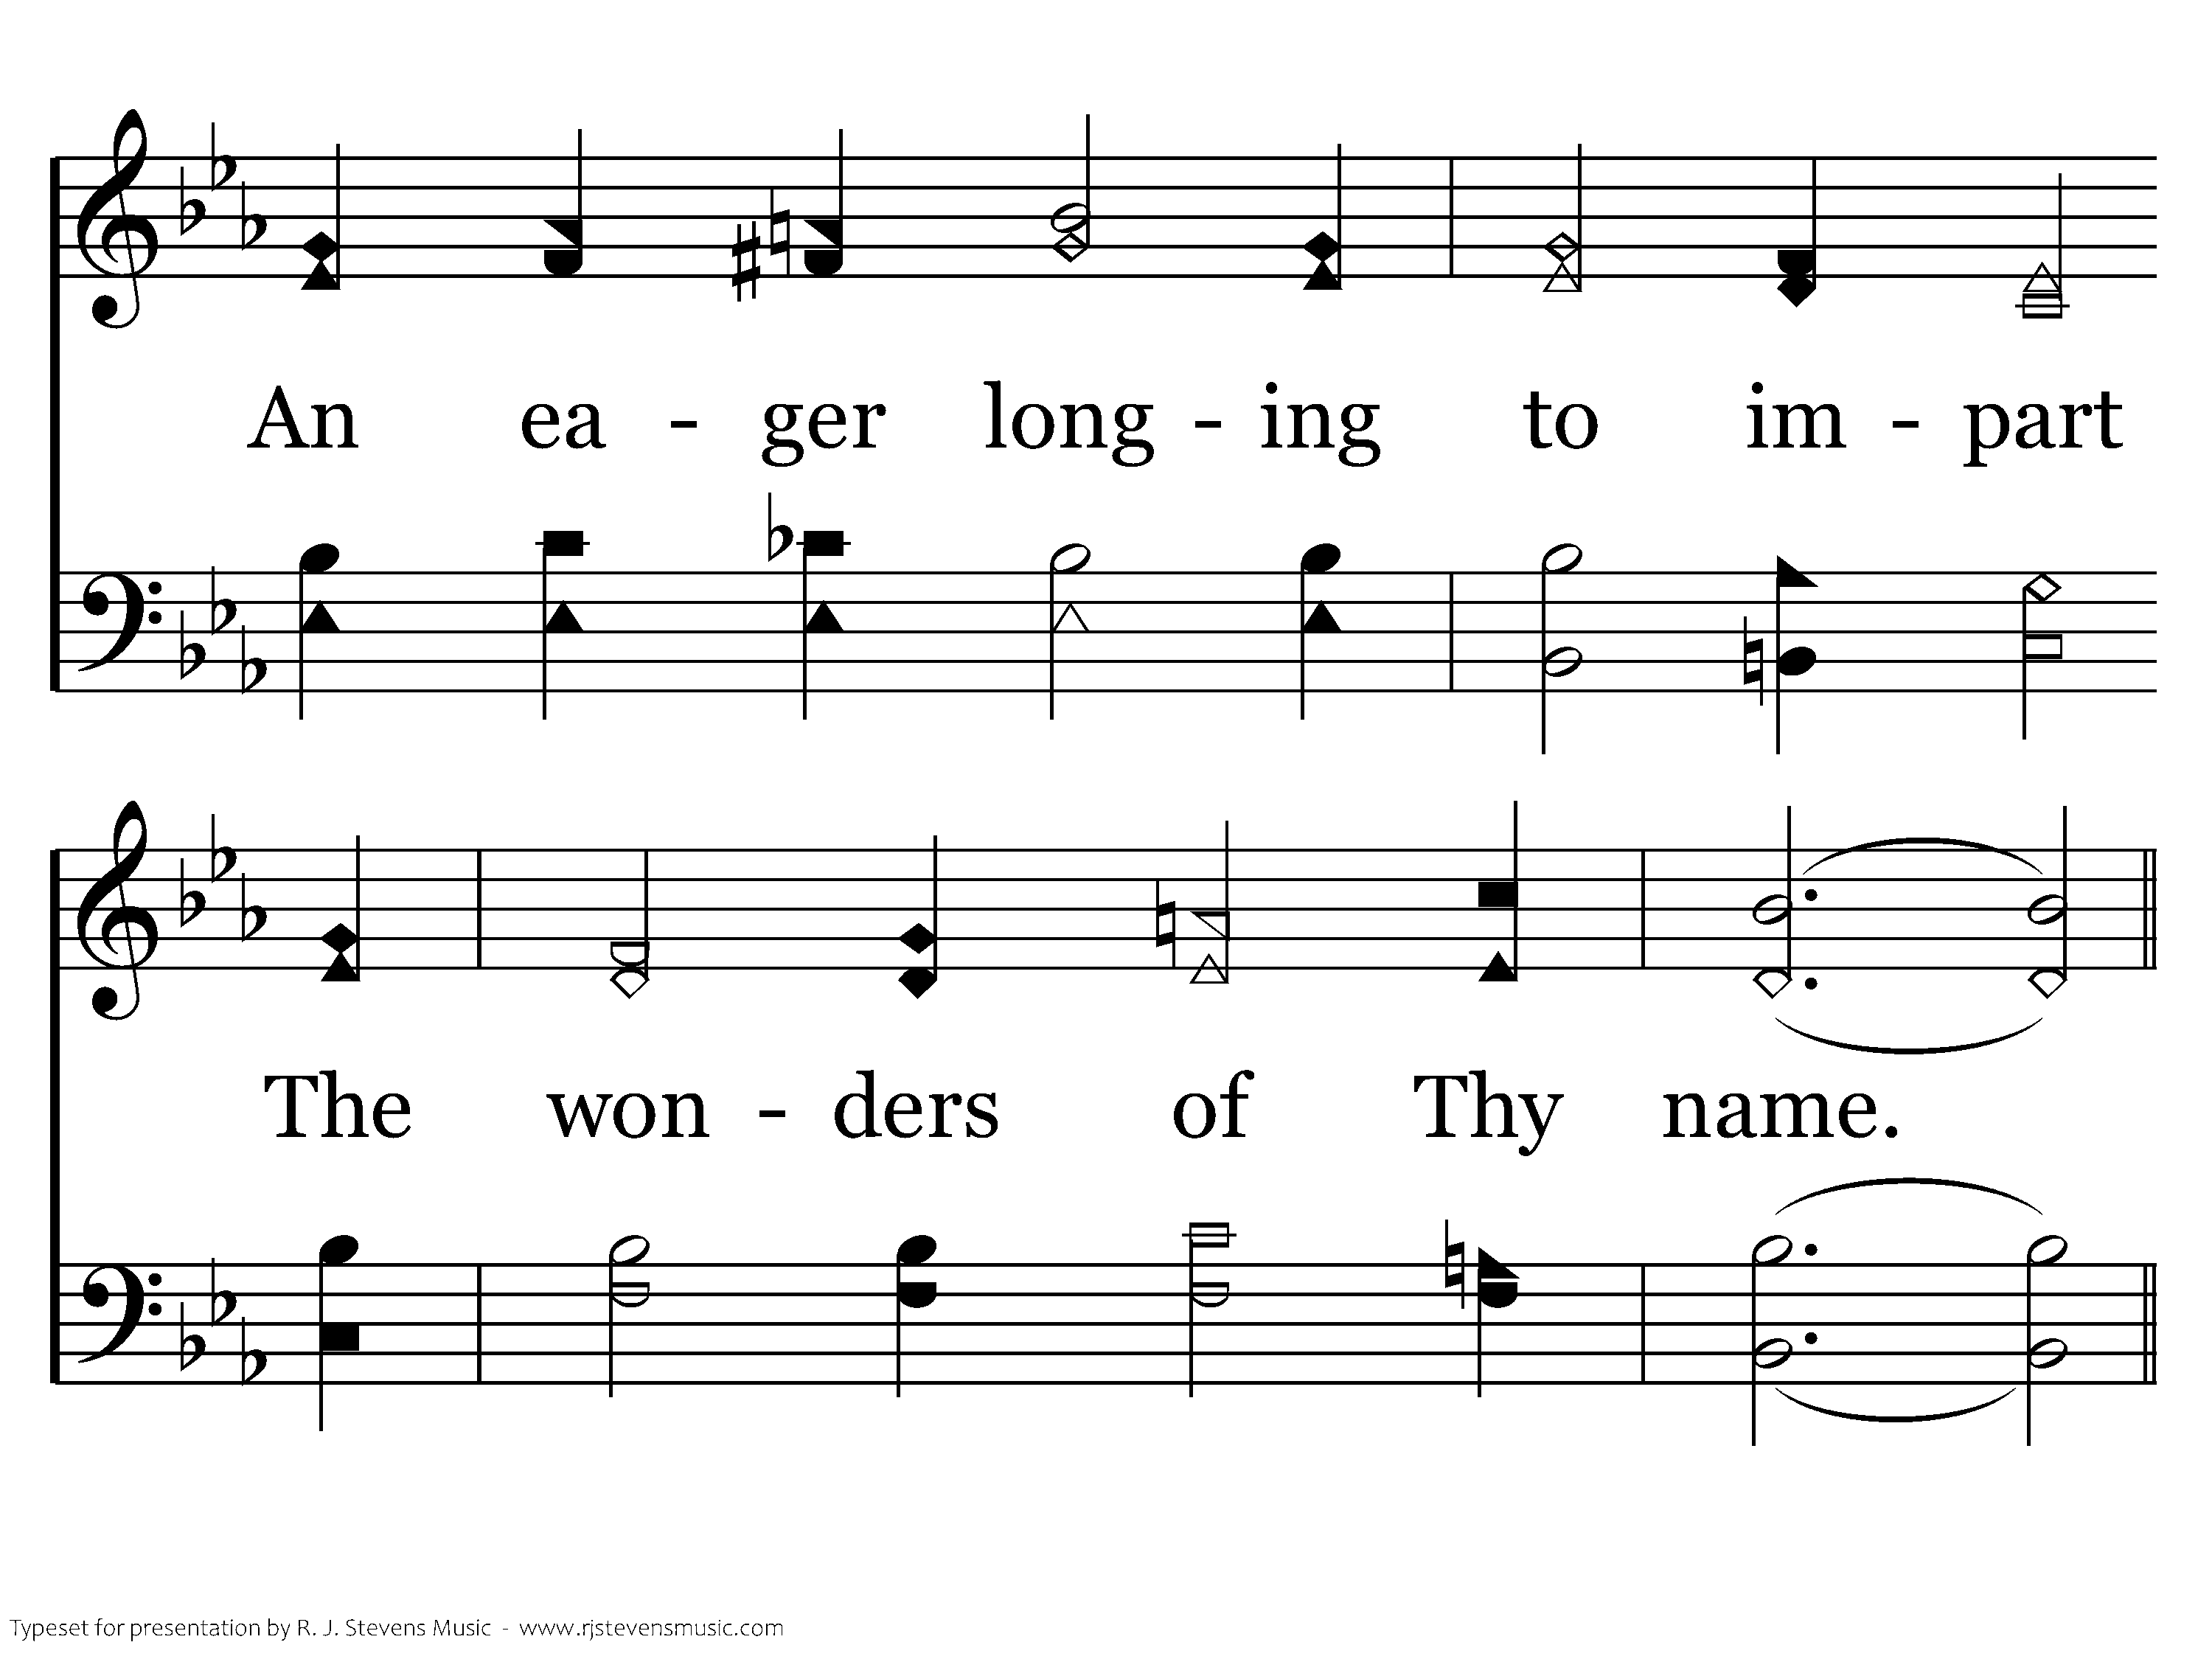 An ea - ger long - ing to im - part
The won - ders of Thy name.
Typeset for presentation by R. J. Stevens Music - www.rjstevensmusic.com